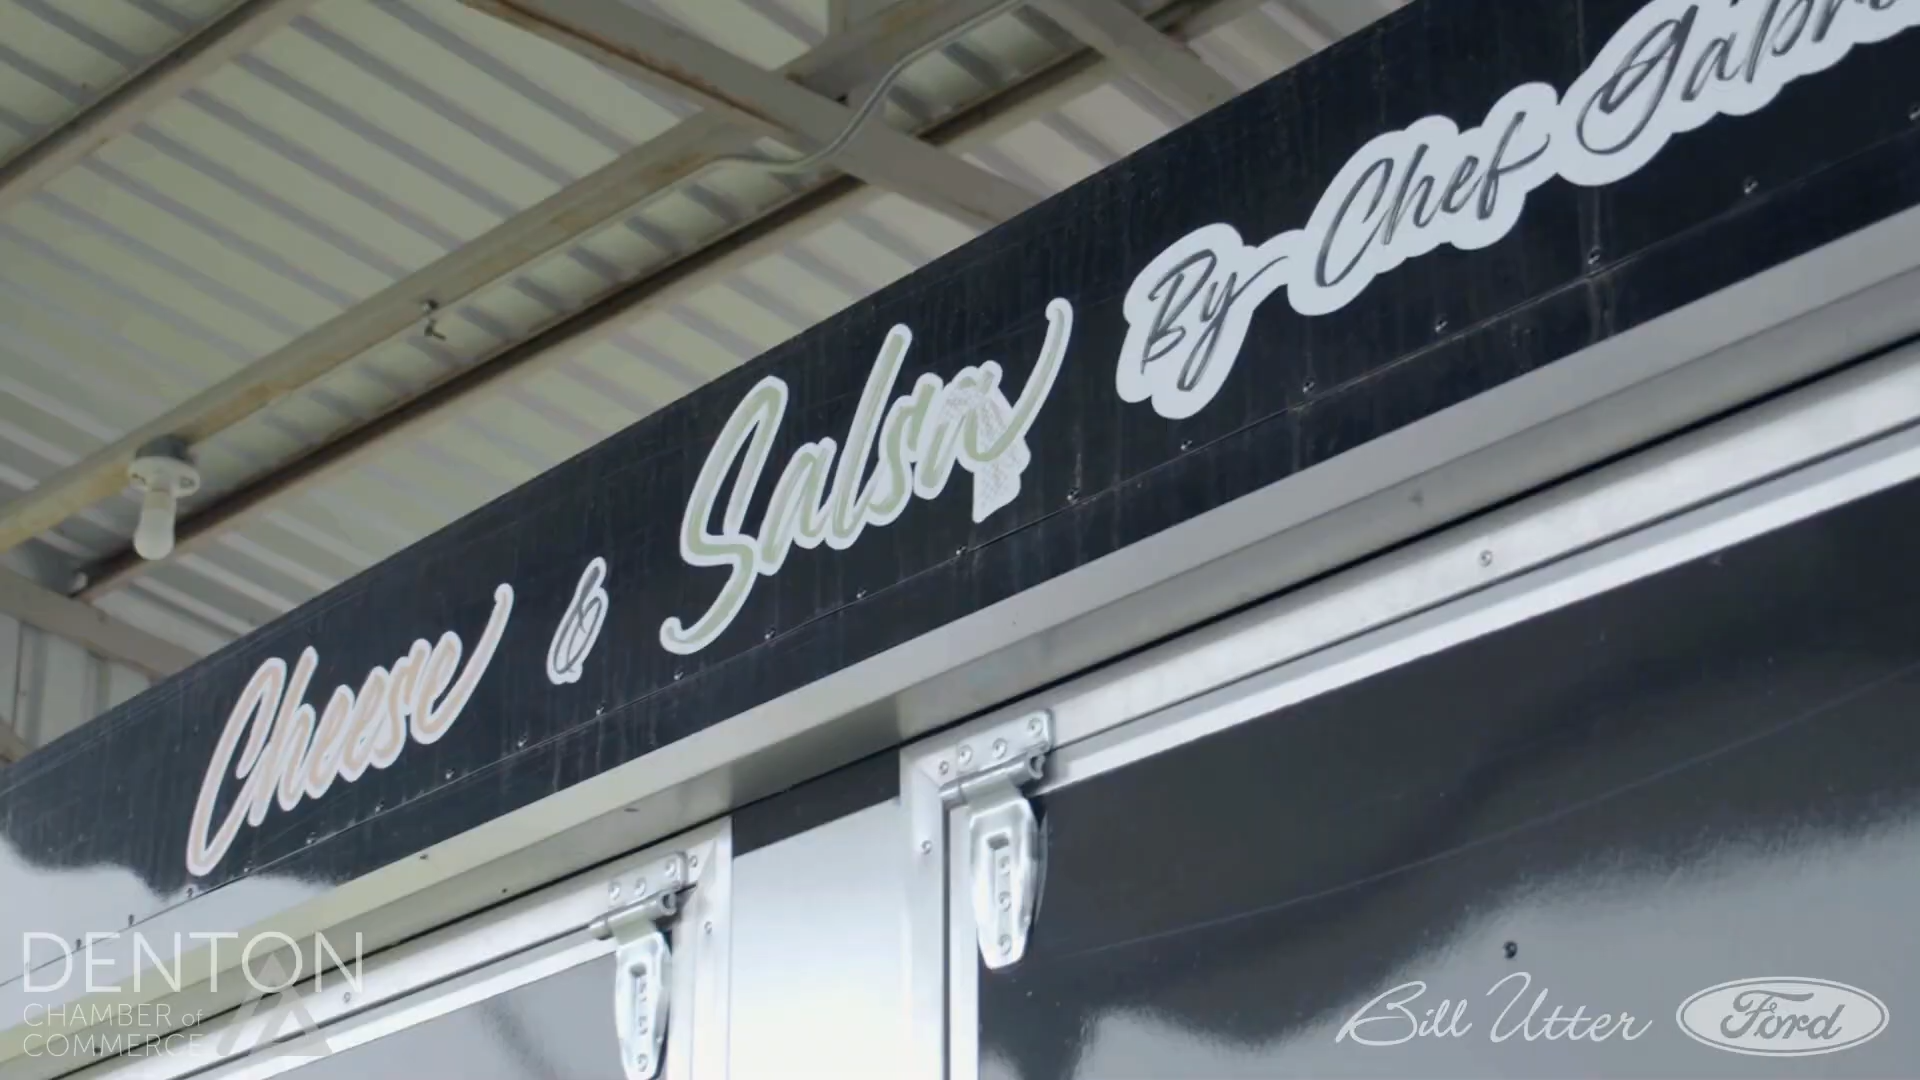 Cheese & Salsa By Chef
DENTON
CHAMBER of
COMMERCE
Bill Utter Ford